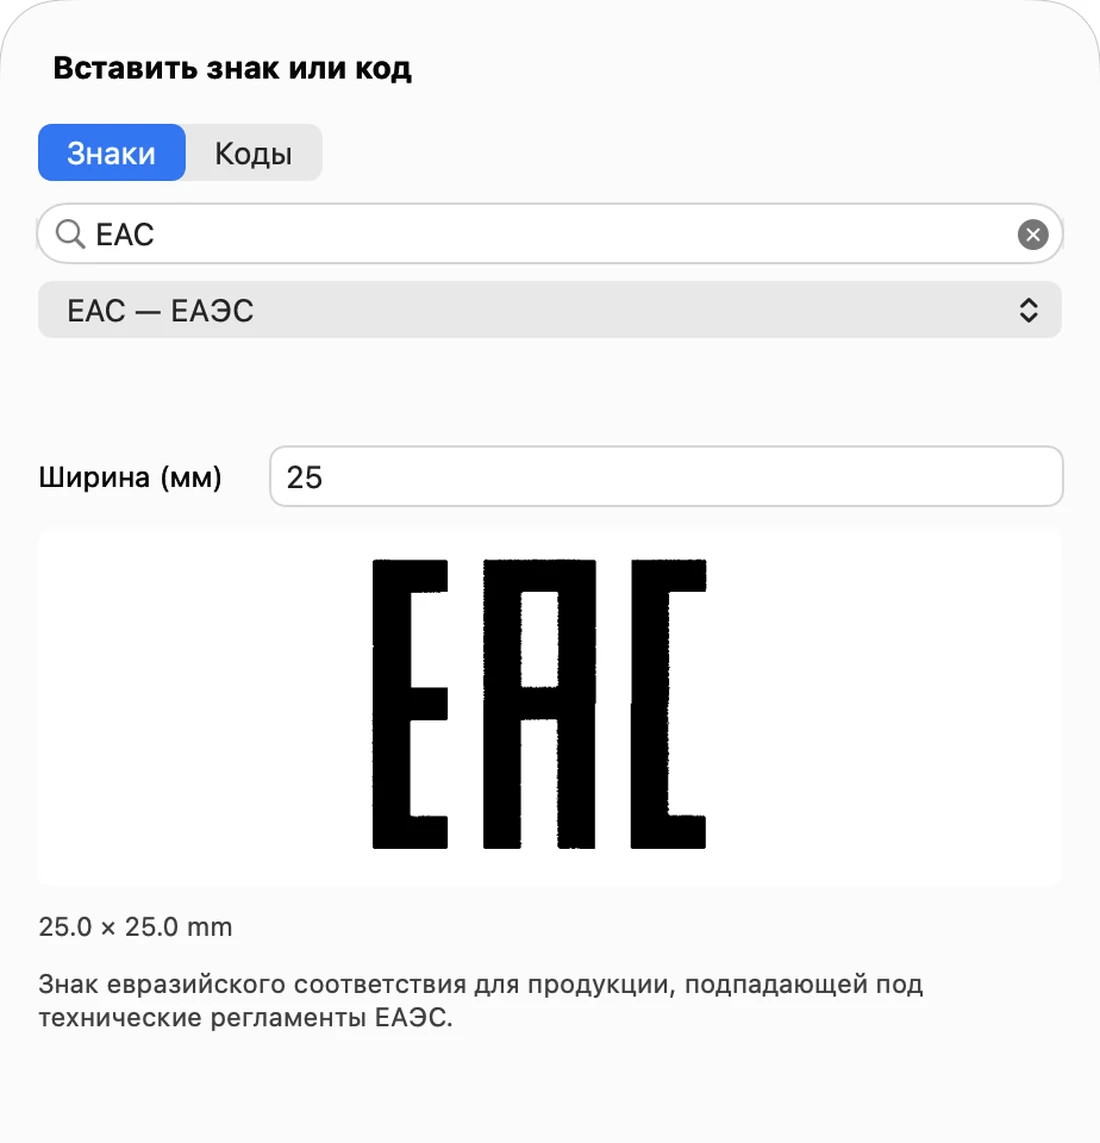 Вставить знак или код
Знаки
Коды
EAC
EAC — ЕАЭС
Ширина (мм)
25
EAC
25.0 × 25.0 mm
Знак евразийского соответствия для продукции, подпадающей под
технические регламенты ЕАЭС.